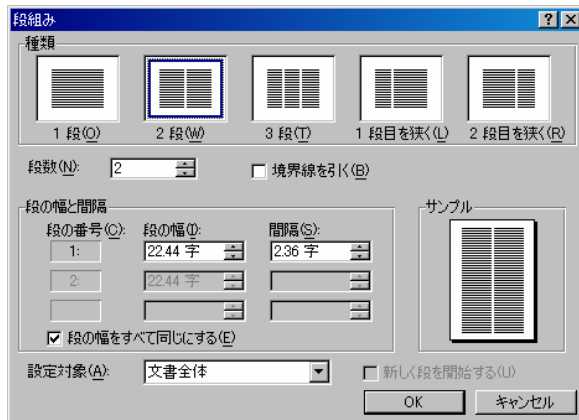 段組み
種類
1 段(O) 2 段(W) 3 段(T) 1 段目を狭く(L) 2 段目を狭く(R)
段数(N): 2 境界線を引く(B)
段の幅と間隔 サンプル
段の番号(C): 段の幅(I): 間隔(S):
1: 22.44 字 2.36 字
2: 22.44 字
段の幅をすべて同じにする(E)
設定対象(A): 文書全体 新しく段を開始する(U)
OK キャンセル